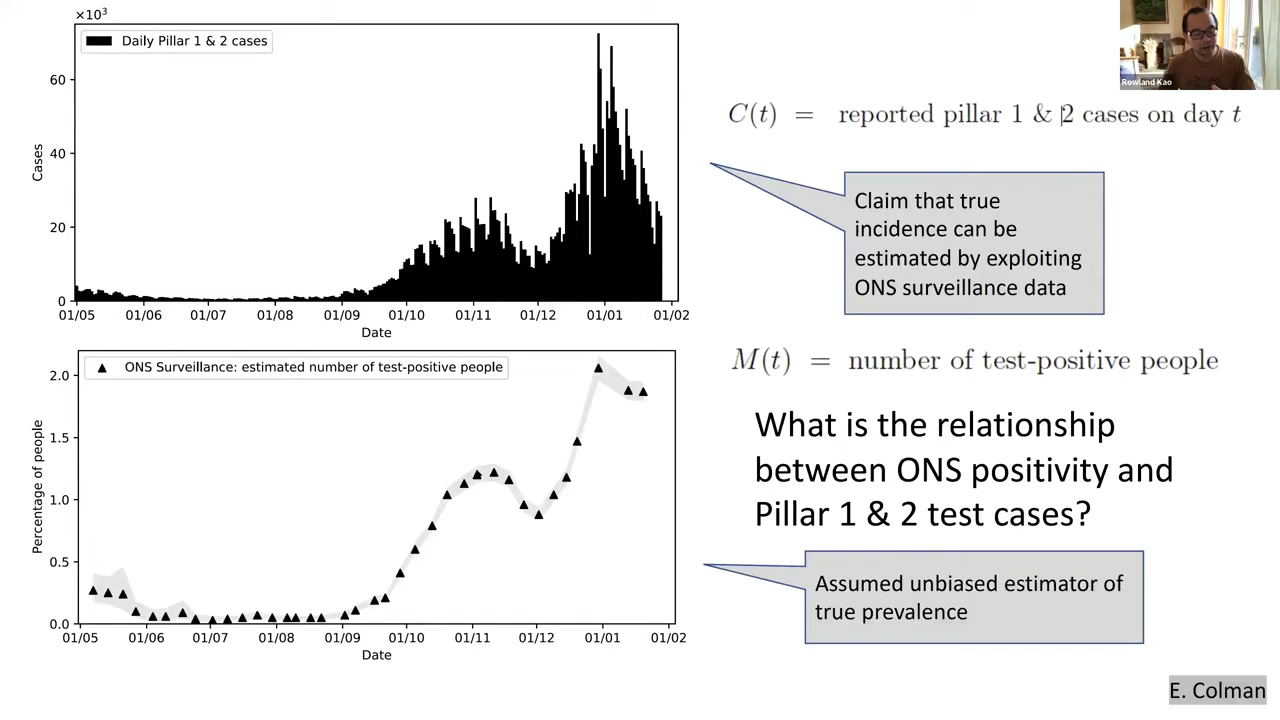 ×10³
Daily Pillar 1 & 2 cases
60
40
20
0
Cases
01/05 01/06 01/07 01/08 01/09 01/10 01/11 01/12 01/01 01/02
Date
ONS Surveillance: estimated number of test-positive people
2.0
1.5
1.0
0.5
0.0
Percentage of people
01/05 01/06 01/07 01/08 01/09 01/10 01/11 01/12 01/01 01/02
Date
Rowland Kao
C(t) = reported pillar 1 & 2 cases on day t
Claim that true
incidence can be
estimated by exploiting
ONS surveillance data
M(t) = number of test-positive people
What is the relationship
between ONS positivity and
Pillar 1 & 2 test cases?
Assumed unbiased estimator of
true prevalence
E. Colman